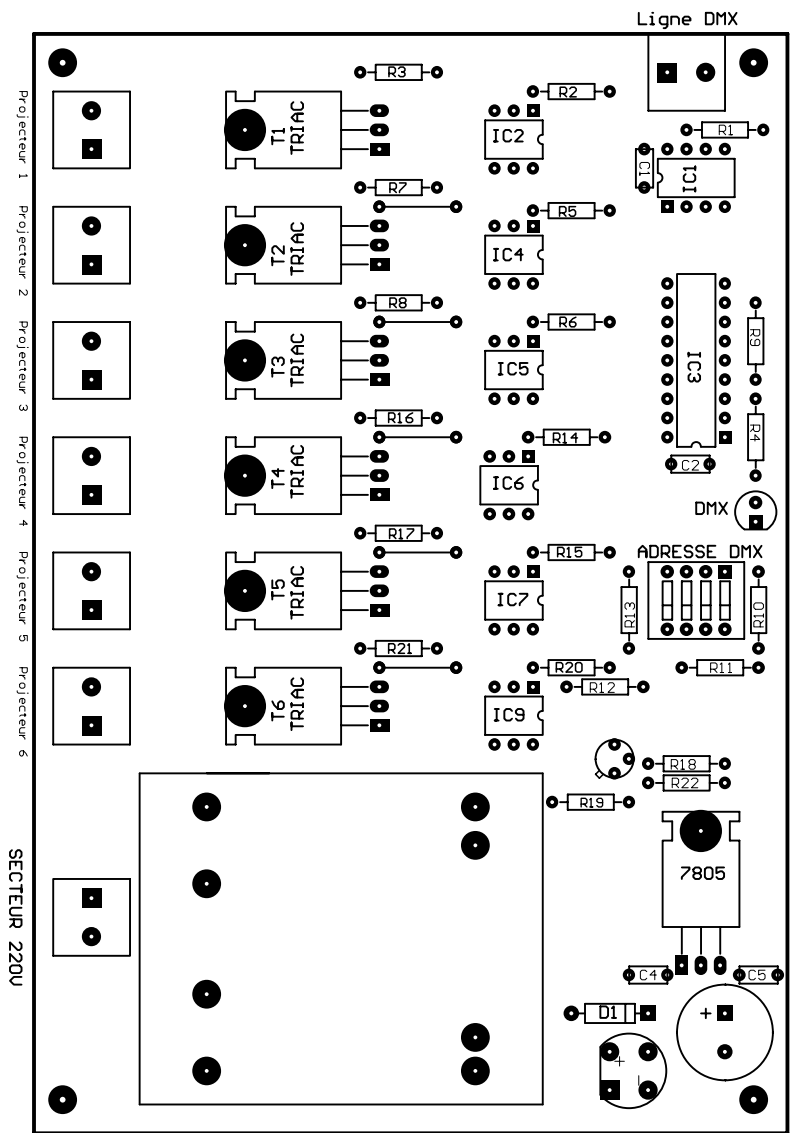 Ligne DMX
R3
R2
R1
Projecteur 1
T1
TRIAC
IC2
C1
IC1
R7
R5
Projecteur 2
T2
TRIAC
IC4
R8
R6
Projecteur 3
T3
TRIAC
IC5
IC3
R9
R16
R14
R4
Projecteur 4
T4
TRIAC
IC6
C2
DMX
R17
R15
ADRESSE DMX
Projecteur 5
T5
TRIAC
IC7
R13
R10
R21
R20
R11
R12
Projecteur 6
T6
TRIAC
IC9
R18
R22
R19
7805
SECTEUR 220V
C4
C5
D1
+
+
-